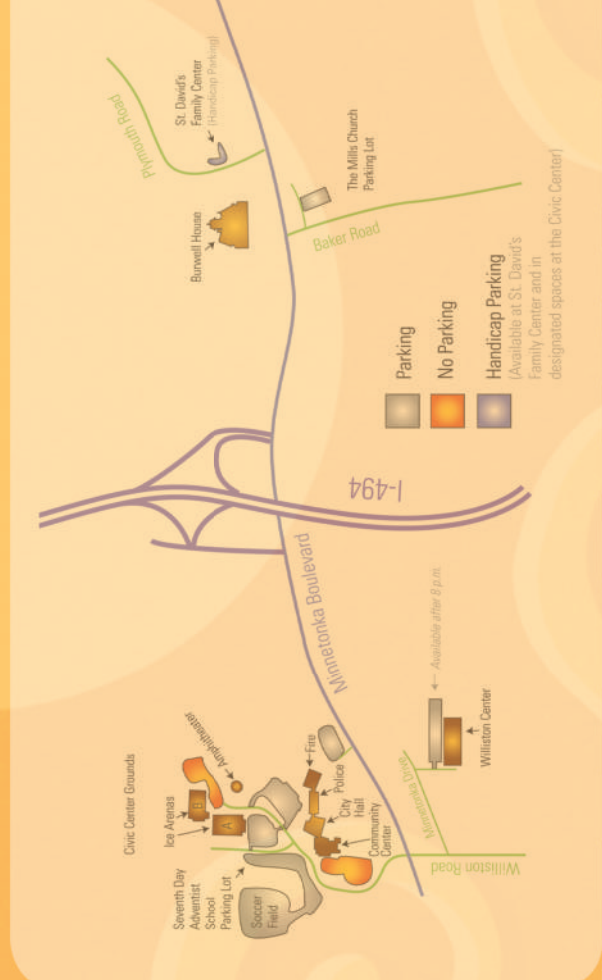 Civic Center Grounds
Ice Arenas
B
A
Amphitheater
Seventh Day
Adventist
School
Parking Lot
Soccer
Field
Fire
Police
City
Hall
Community
Center
Williston Road
Minnetonka Drive
Available after 8 p.m.
Williston Center
Minnetonka Boulevard
I-494
Burwell House
Plymouth Road
St. David's
Family Center
(Handicap Parking)
The Mills Church
Parking Lot
Baker Road
Parking
No Parking
Handicap Parking
(Available at St. David's
Family Center and in
designated spaces at the Civic Center)